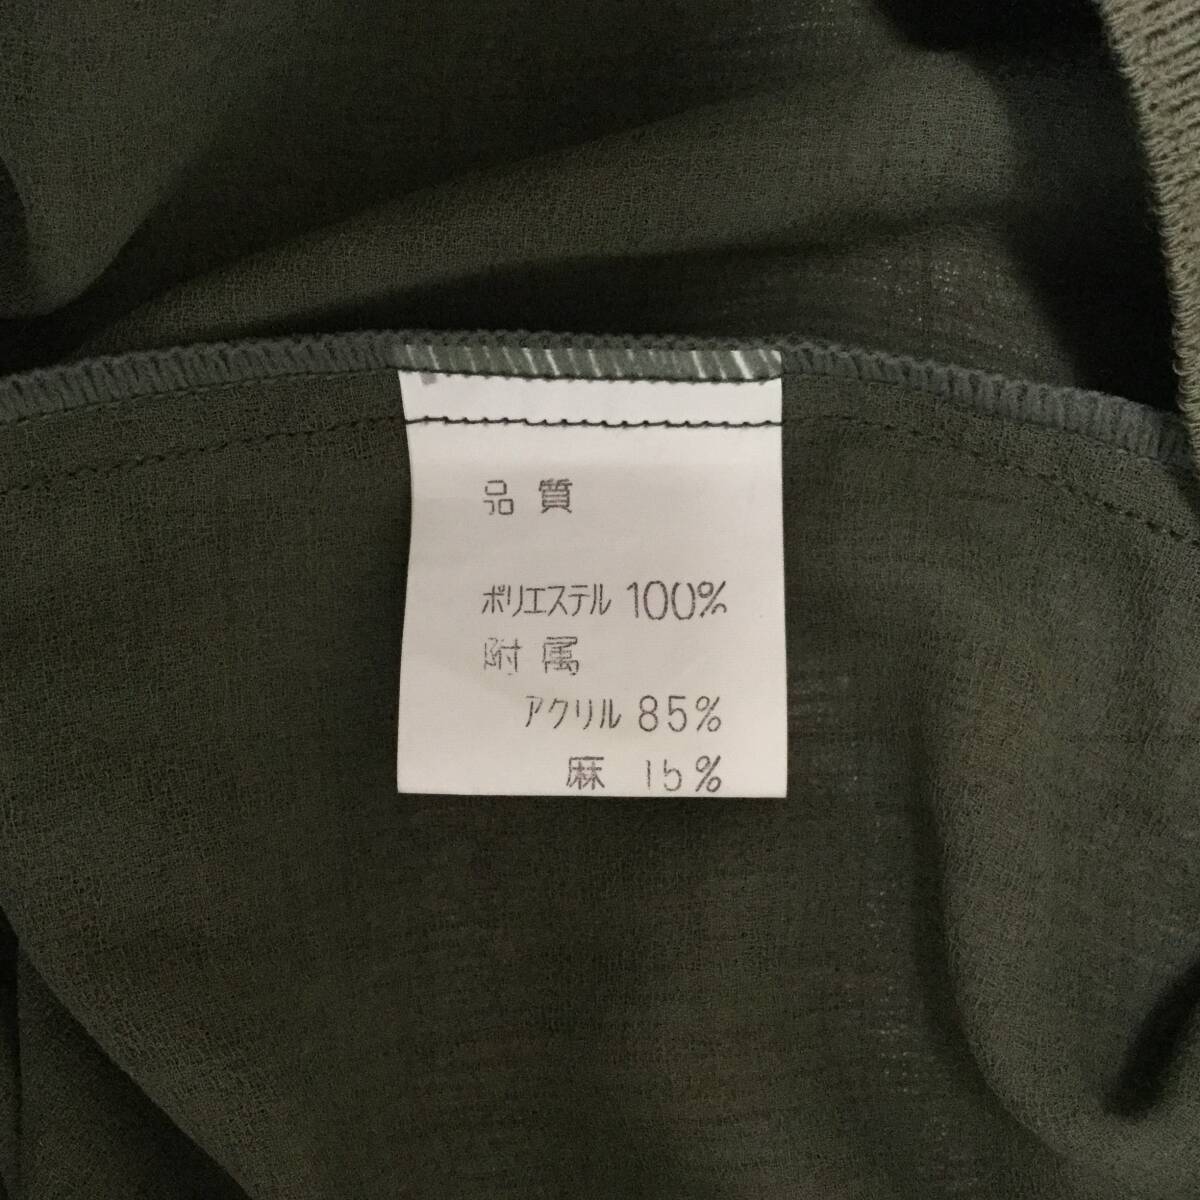 品質
ポリエステル 100%
附属
アクリル 85%
麻 15%